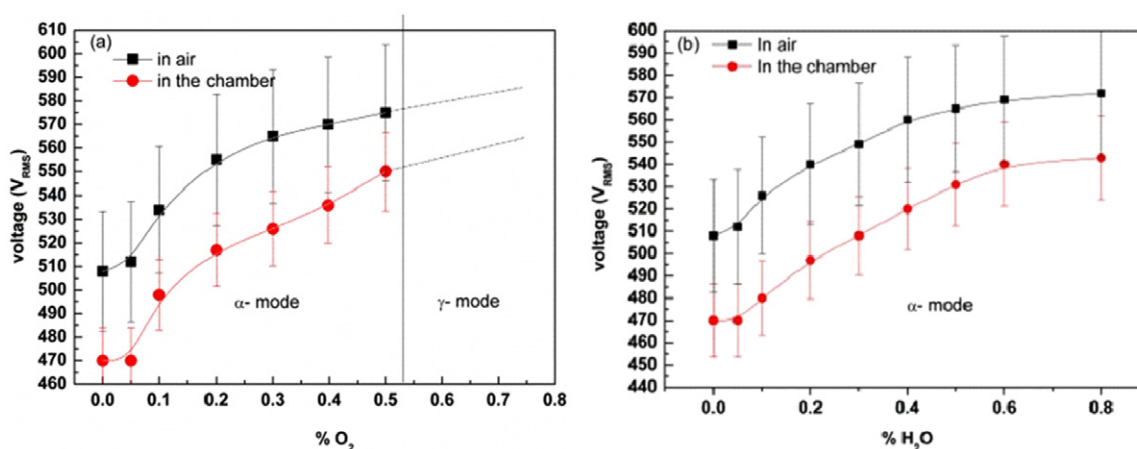 (a)
in air
in the chamber
610
600
590
580
570
560
550
540
530
520
510
500
490
480
470
460
voltage (V_RMS)
α- mode
γ- mode
0.0 0.1 0.2 0.3 0.4 0.5 0.6 0.7 0.8
% O₂
(b)
In air
In the chamber
600
590
580
570
560
550
540
530
520
510
500
490
480
470
460
450
440
voltage (V_RMS)
α- mode
0.0 0.2 0.4 0.6 0.8
% H₂O